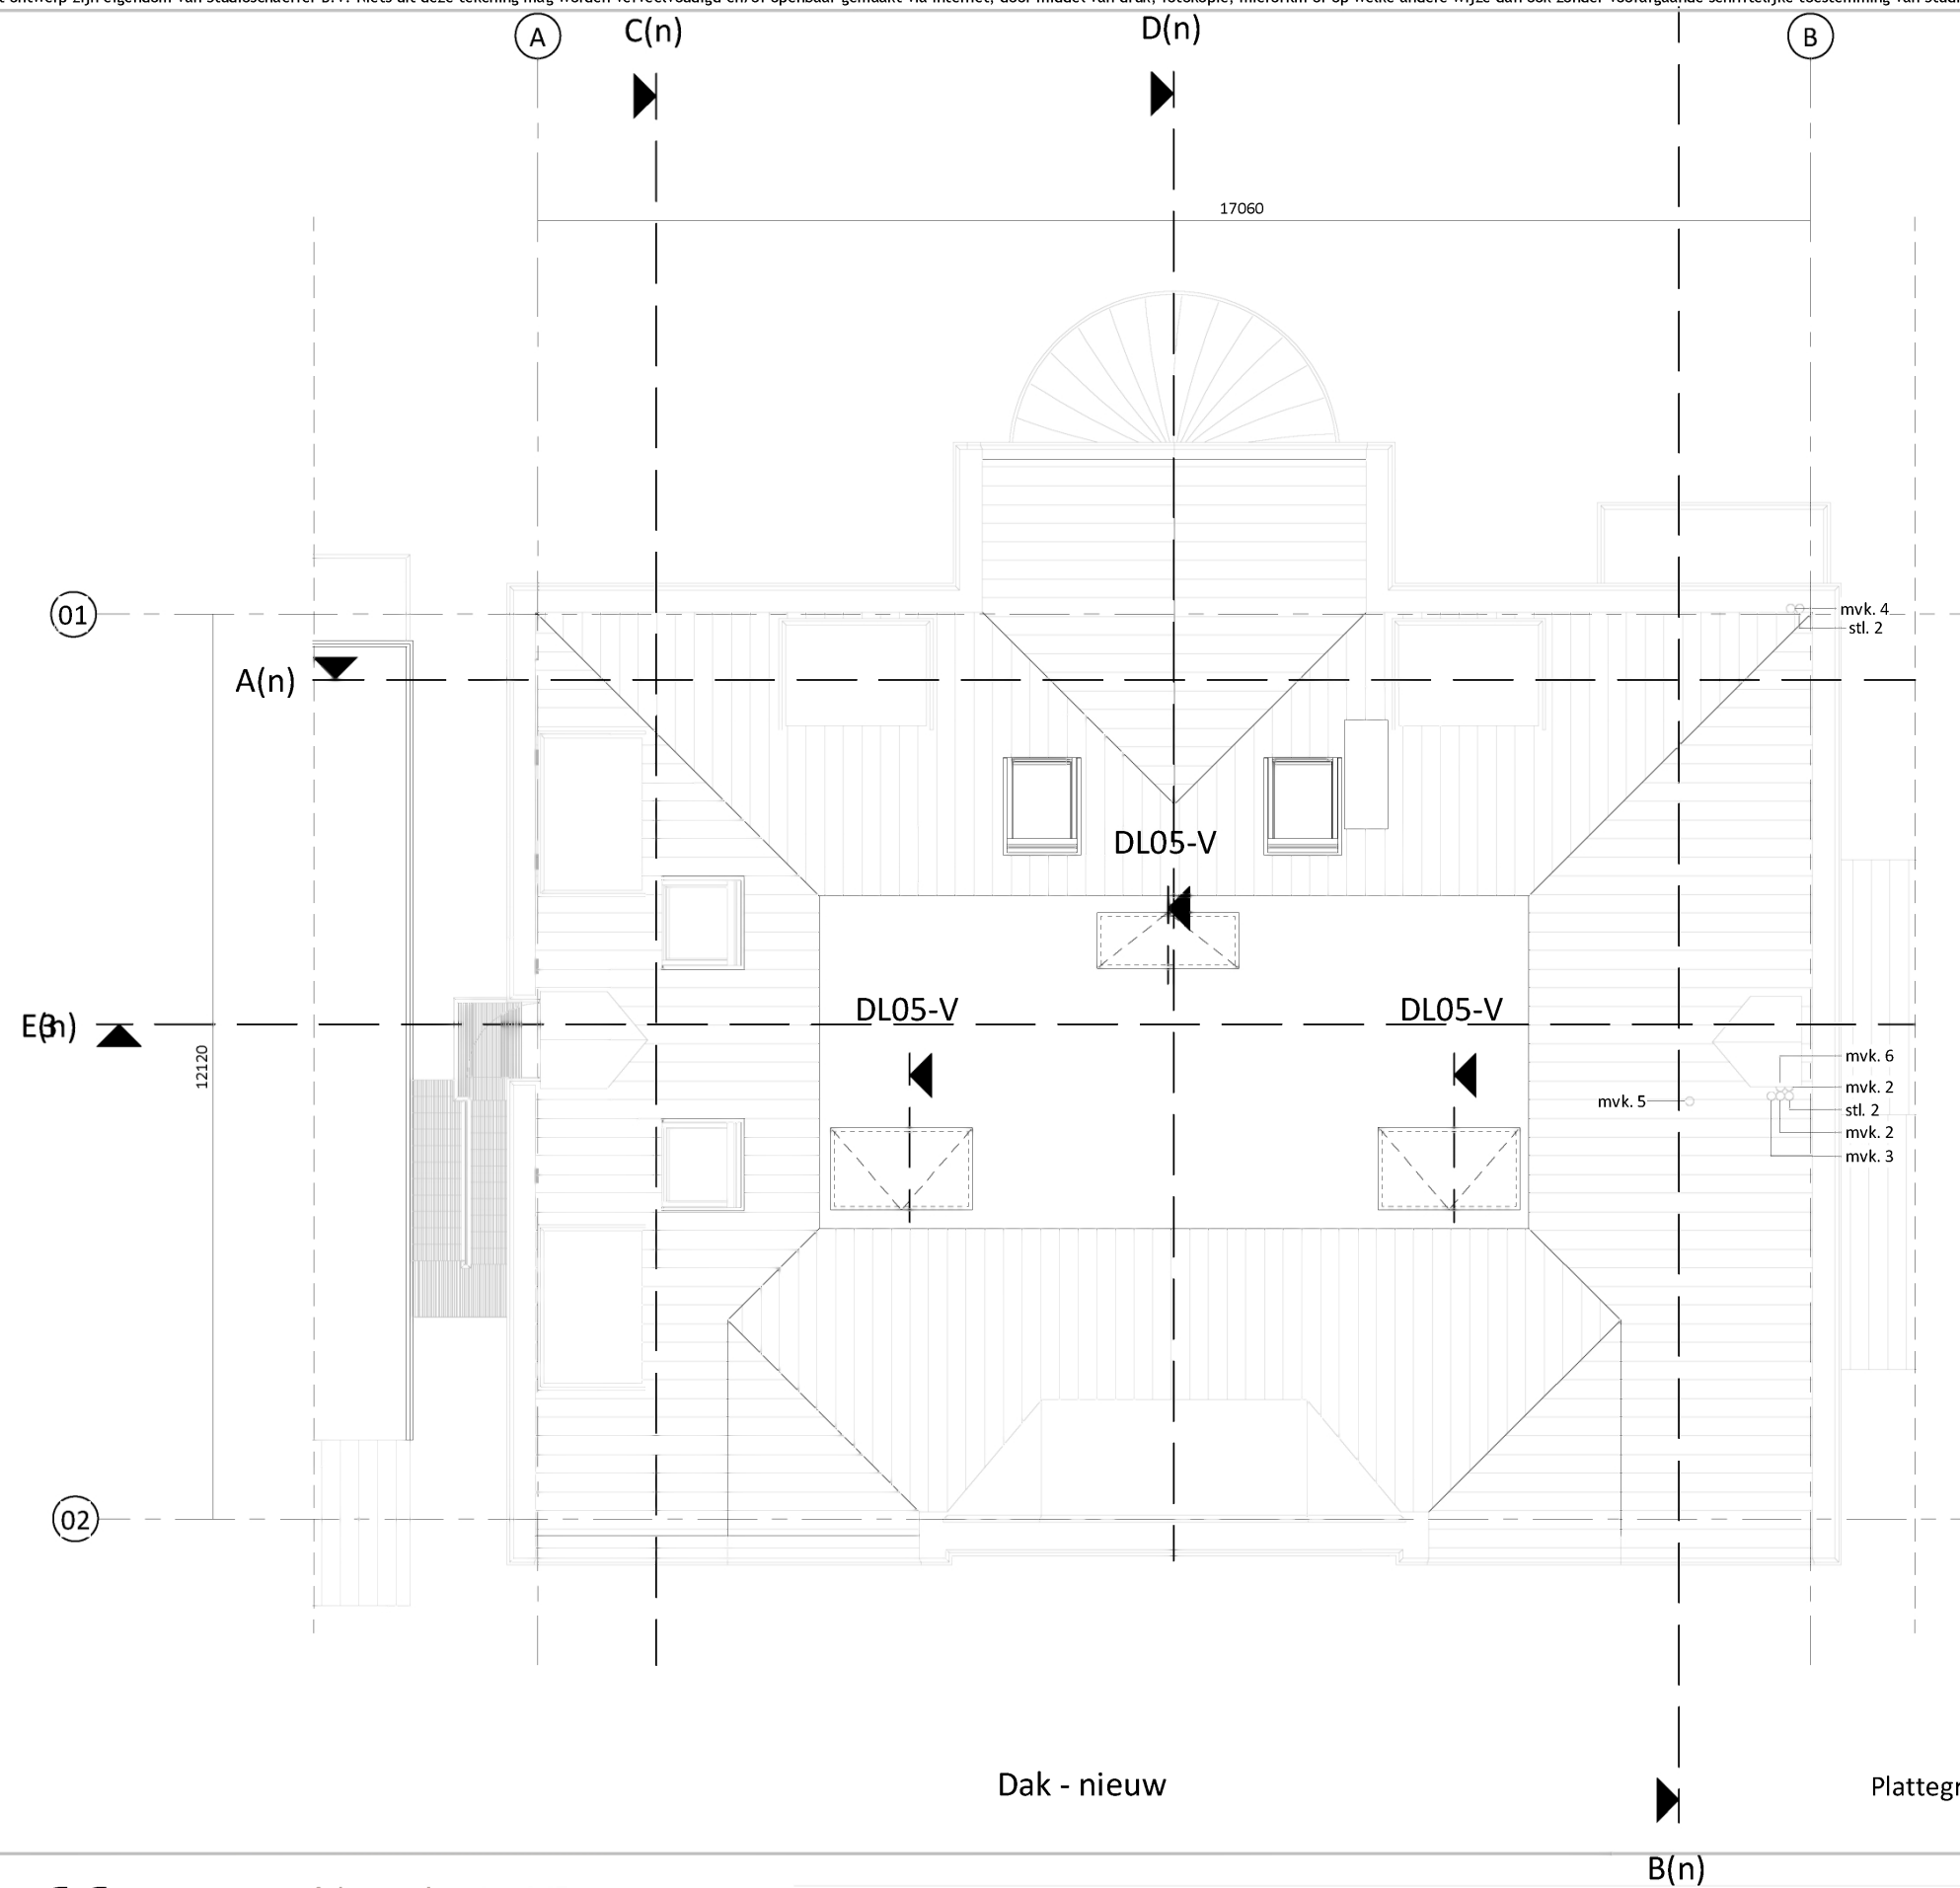 A
C(n)
D(n)
B
17060
01
mvk. 4
stl. 2
A(n)
DL05-V
DL05-V
DL05-V
12120
mvk. 6
mvk. 2
mvk. 5
stl. 2
mvk. 2
mvk. 3
02
Dak - nieuw
B(n)